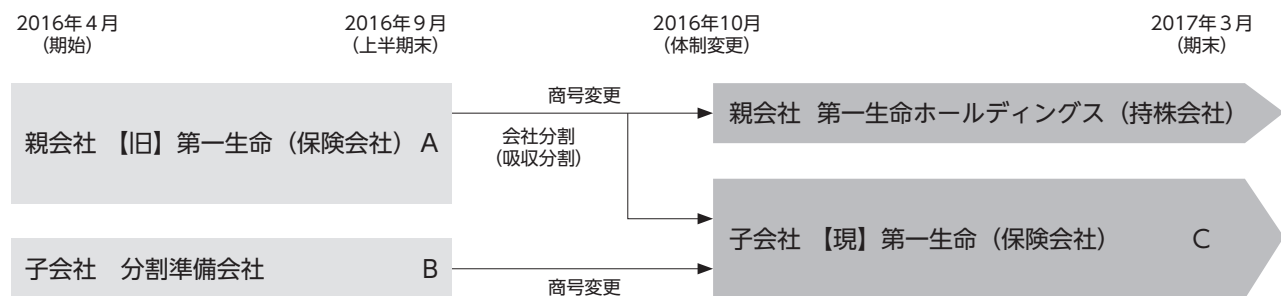 2016年4月
(期始)
2016年9月
(上半期末)
2016年10月
(体制変更)
2017年3月
(期末)
親会社 【旧】第一生命（保険会社） A
商号変更
会社分割
(吸収分割)
親会社 第一生命ホールディングス（持株会社）
子会社 【現】第一生命（保険会社） C
子会社 分割準備会社 B
商号変更